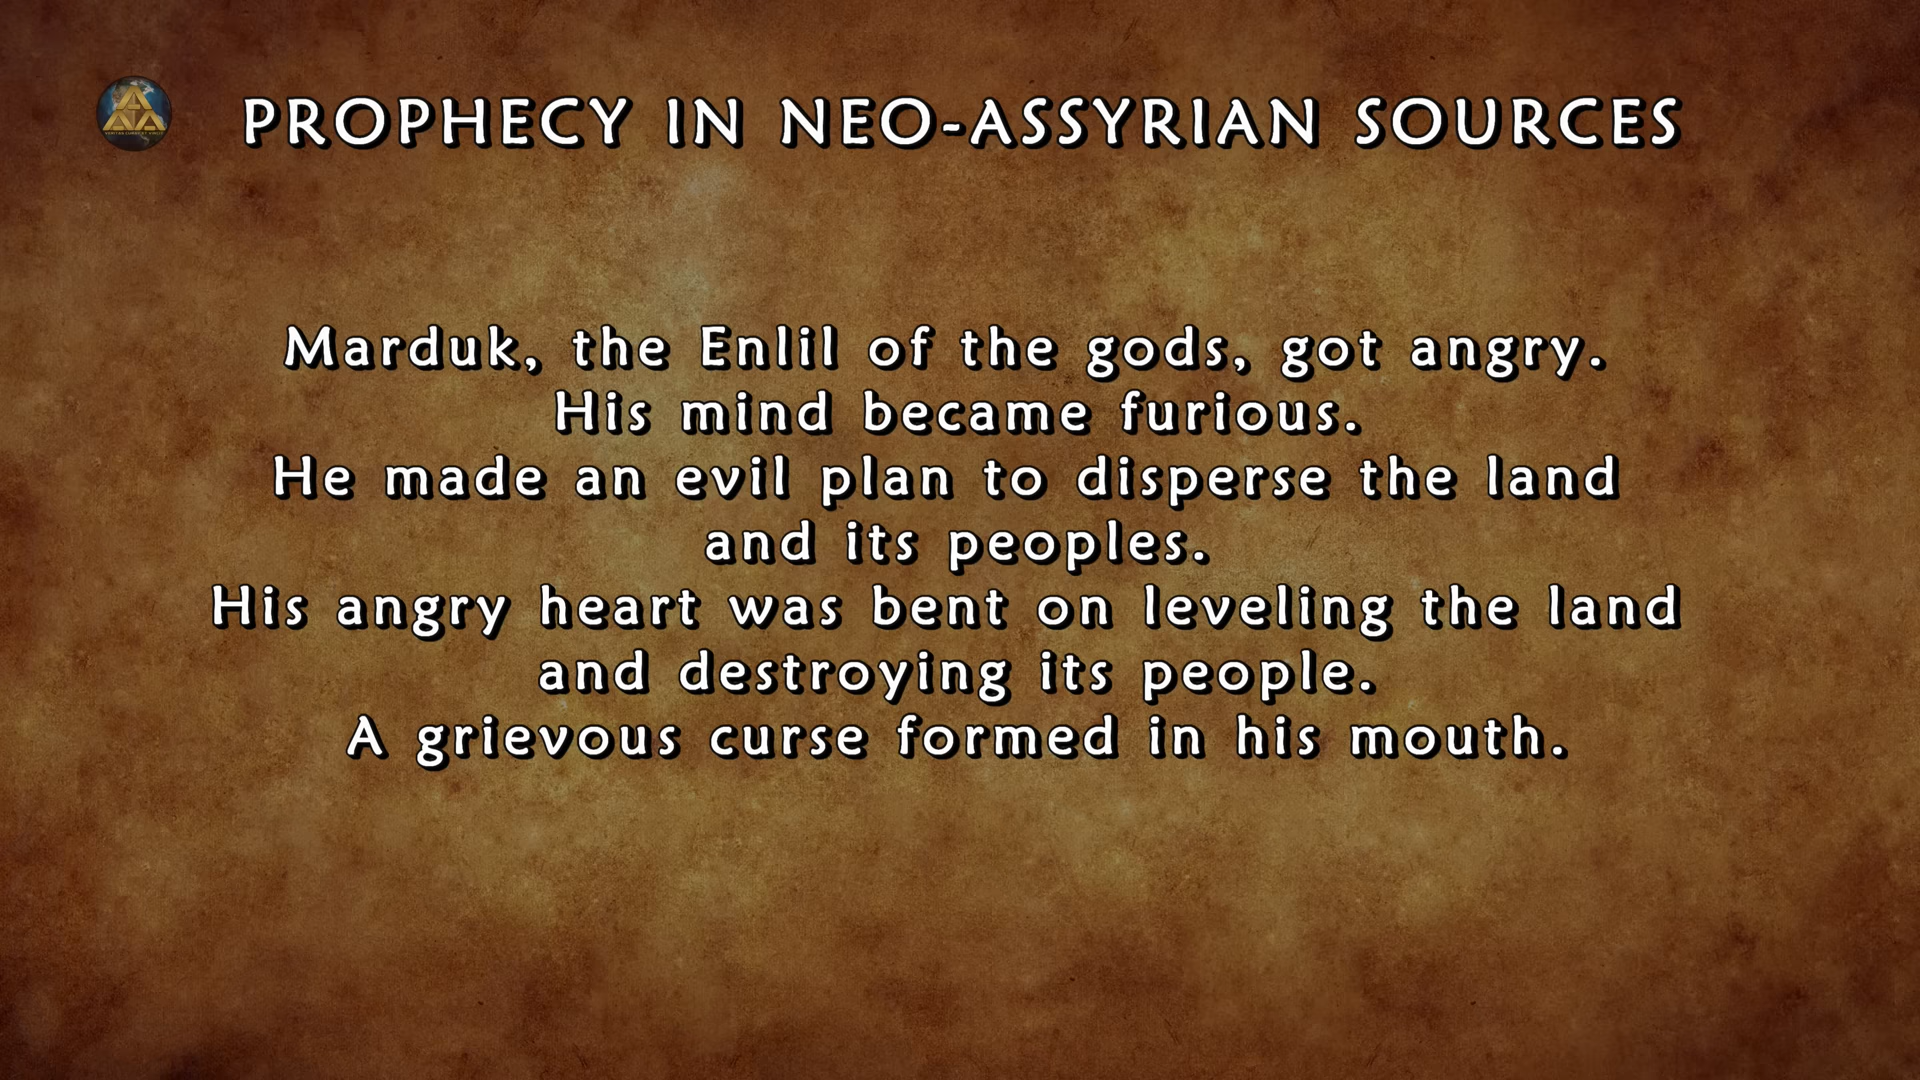 PROPHECY IN NEO-ASSYRIAN SOURCES
Marduk, the Enlil of the gods, got angry.
His mind became furious.
He made an evil plan to disperse the land
and its peoples.
His angry heart was bent on leveling the land
and destroying its people.
A grievous curse formed in his mouth.